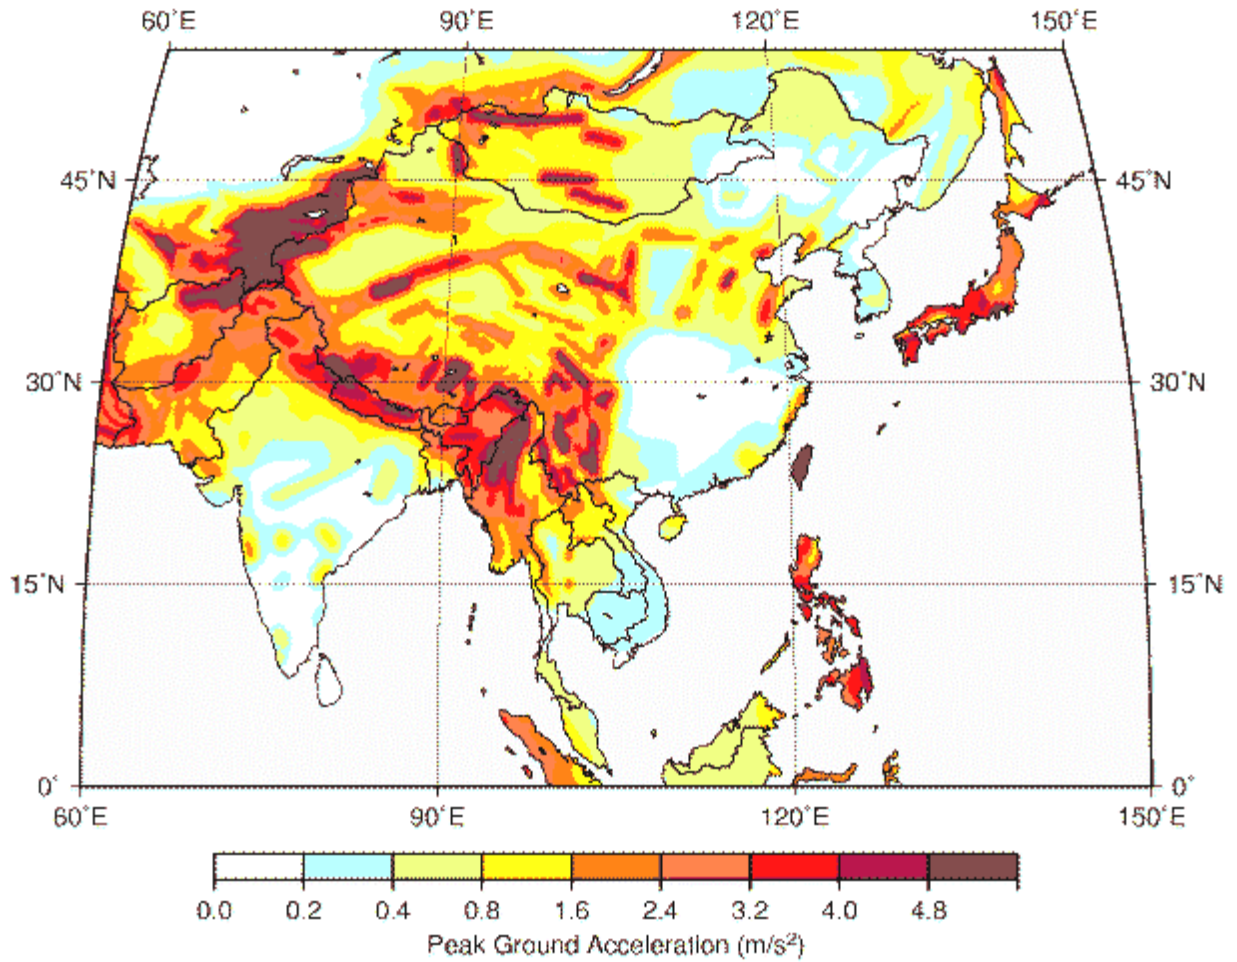 60˚E 90˚E 120˚E 150˚E
45˚N 45˚N
30˚N 30˚N
15˚N 15˚N
0˚ 0˚
60˚E 90˚E 120˚E 150˚E
0.0 0.2 0.4 0.8 1.6 2.4 3.2 4.0 4.8
Peak Ground Acceleration (m/s²)